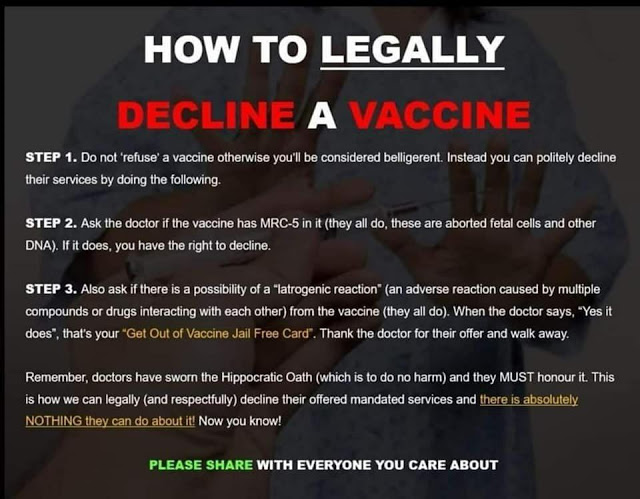 HOW TO LEGALLY
DECLINE A VACCINE
STEP 1. Do not 'refuse' a vaccine otherwise you'll be considered belligerent. Instead you can politely decline
their services by doing the following.
STEP 2. Ask the doctor if the vaccine has MRC-5 in it (they all do, these are aborted fetal cells and other
DNA). If it does, you have the right to decline.
STEP 3. Also ask if there is a possibility of a "Iatrogenic reaction" (an adverse reaction caused by multiple
compounds or drugs interacting with each other) from the vaccine (they all do). When the doctor says, "Yes it
does", that's your "Get Out of Vaccine Jail Free Card". Thank the doctor for their offer and walk away.
Remember, doctors have sworn the Hippocratic Oath (which is to do no harm) and they MUST honour it. This
is how we can legally (and respectfully) decline their offered mandated services and there is absolutely
NOTHING they can do about it! Now you know!
PLEASE SHARE WITH EVERYONE YOU CARE ABOUT